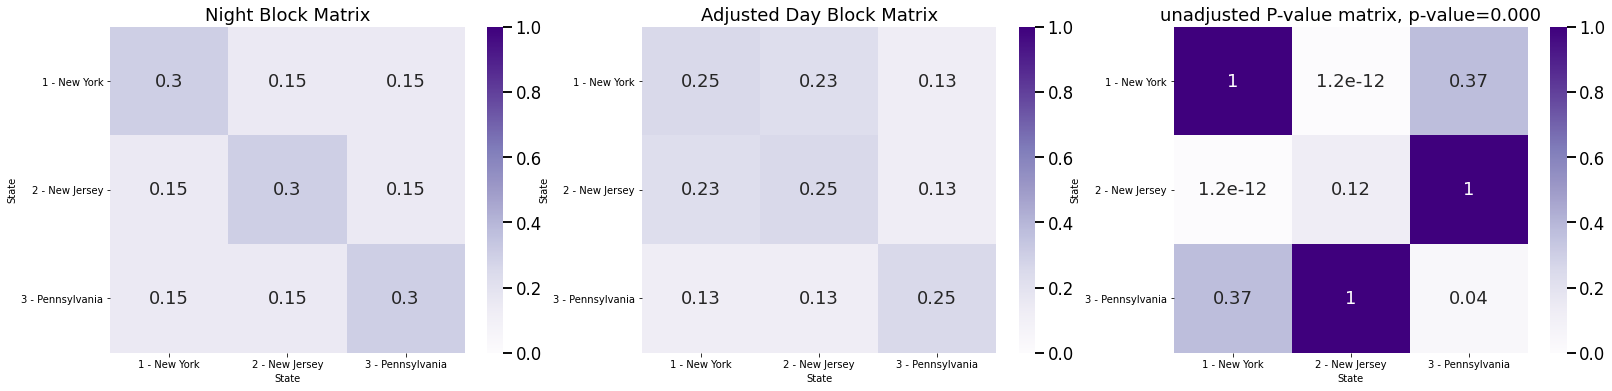 Night Block Matrix
1 - New York
2 - New Jersey
3 - Pennsylvania
State
0.3 0.15 0.15
0.15 0.3 0.15
0.15 0.15 0.3
1 - New York 2 - New Jersey 3 - Pennsylvania
State
1.0
0.8
0.6
0.4
0.2
0.0
Adjusted Day Block Matrix
1 - New York
2 - New Jersey
3 - Pennsylvania
State
0.25 0.23 0.13
0.23 0.25 0.13
0.13 0.13 0.25
1 - New York 2 - New Jersey 3 - Pennsylvania
State
1.0
0.8
0.6
0.4
0.2
0.0
unadjusted P-value matrix, p-value=0.000
1 - New York
2 - New Jersey
3 - Pennsylvania
State
1 1.2e-12 0.37
1.2e-12 0.12 1
0.37 1 0.04
1 - New York 2 - New Jersey 3 - Pennsylvania
State
1.0
0.8
0.6
0.4
0.2
0.0